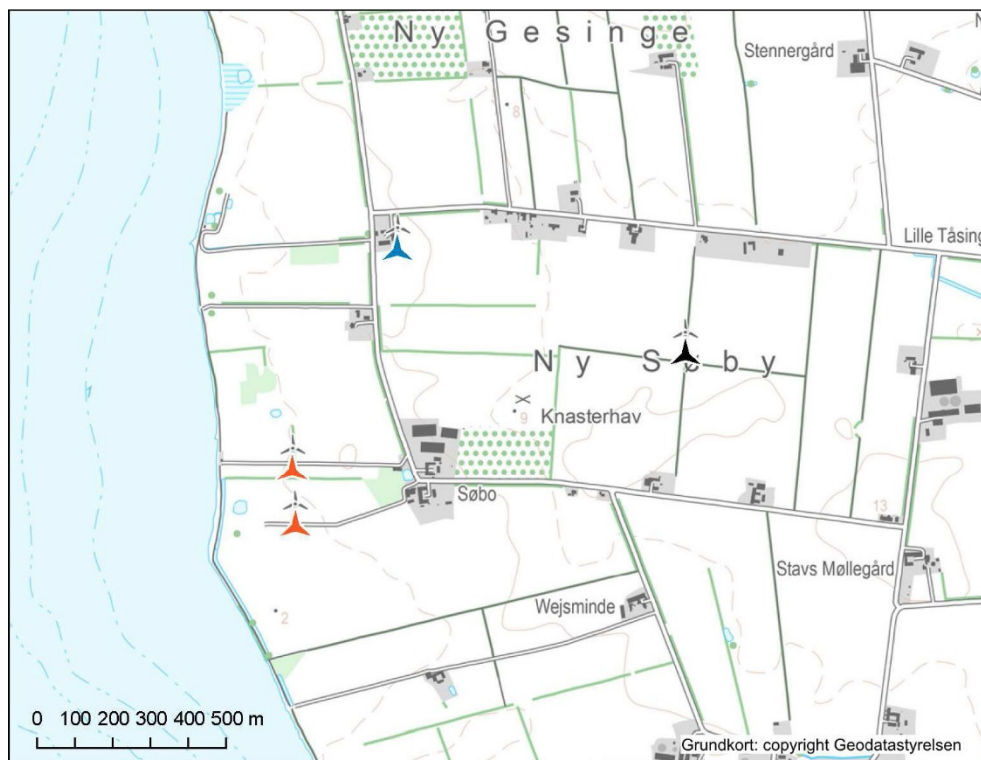 Ny Gesinge
Stennergård
8
Lille Tåsing
Ny Søby
9
Knasterhav
Søbo
13
Stavs Møllegård
Wejsminde
2
0 100 200 300 400 500 m
Grundkort: copyright Geodatastyrelsen